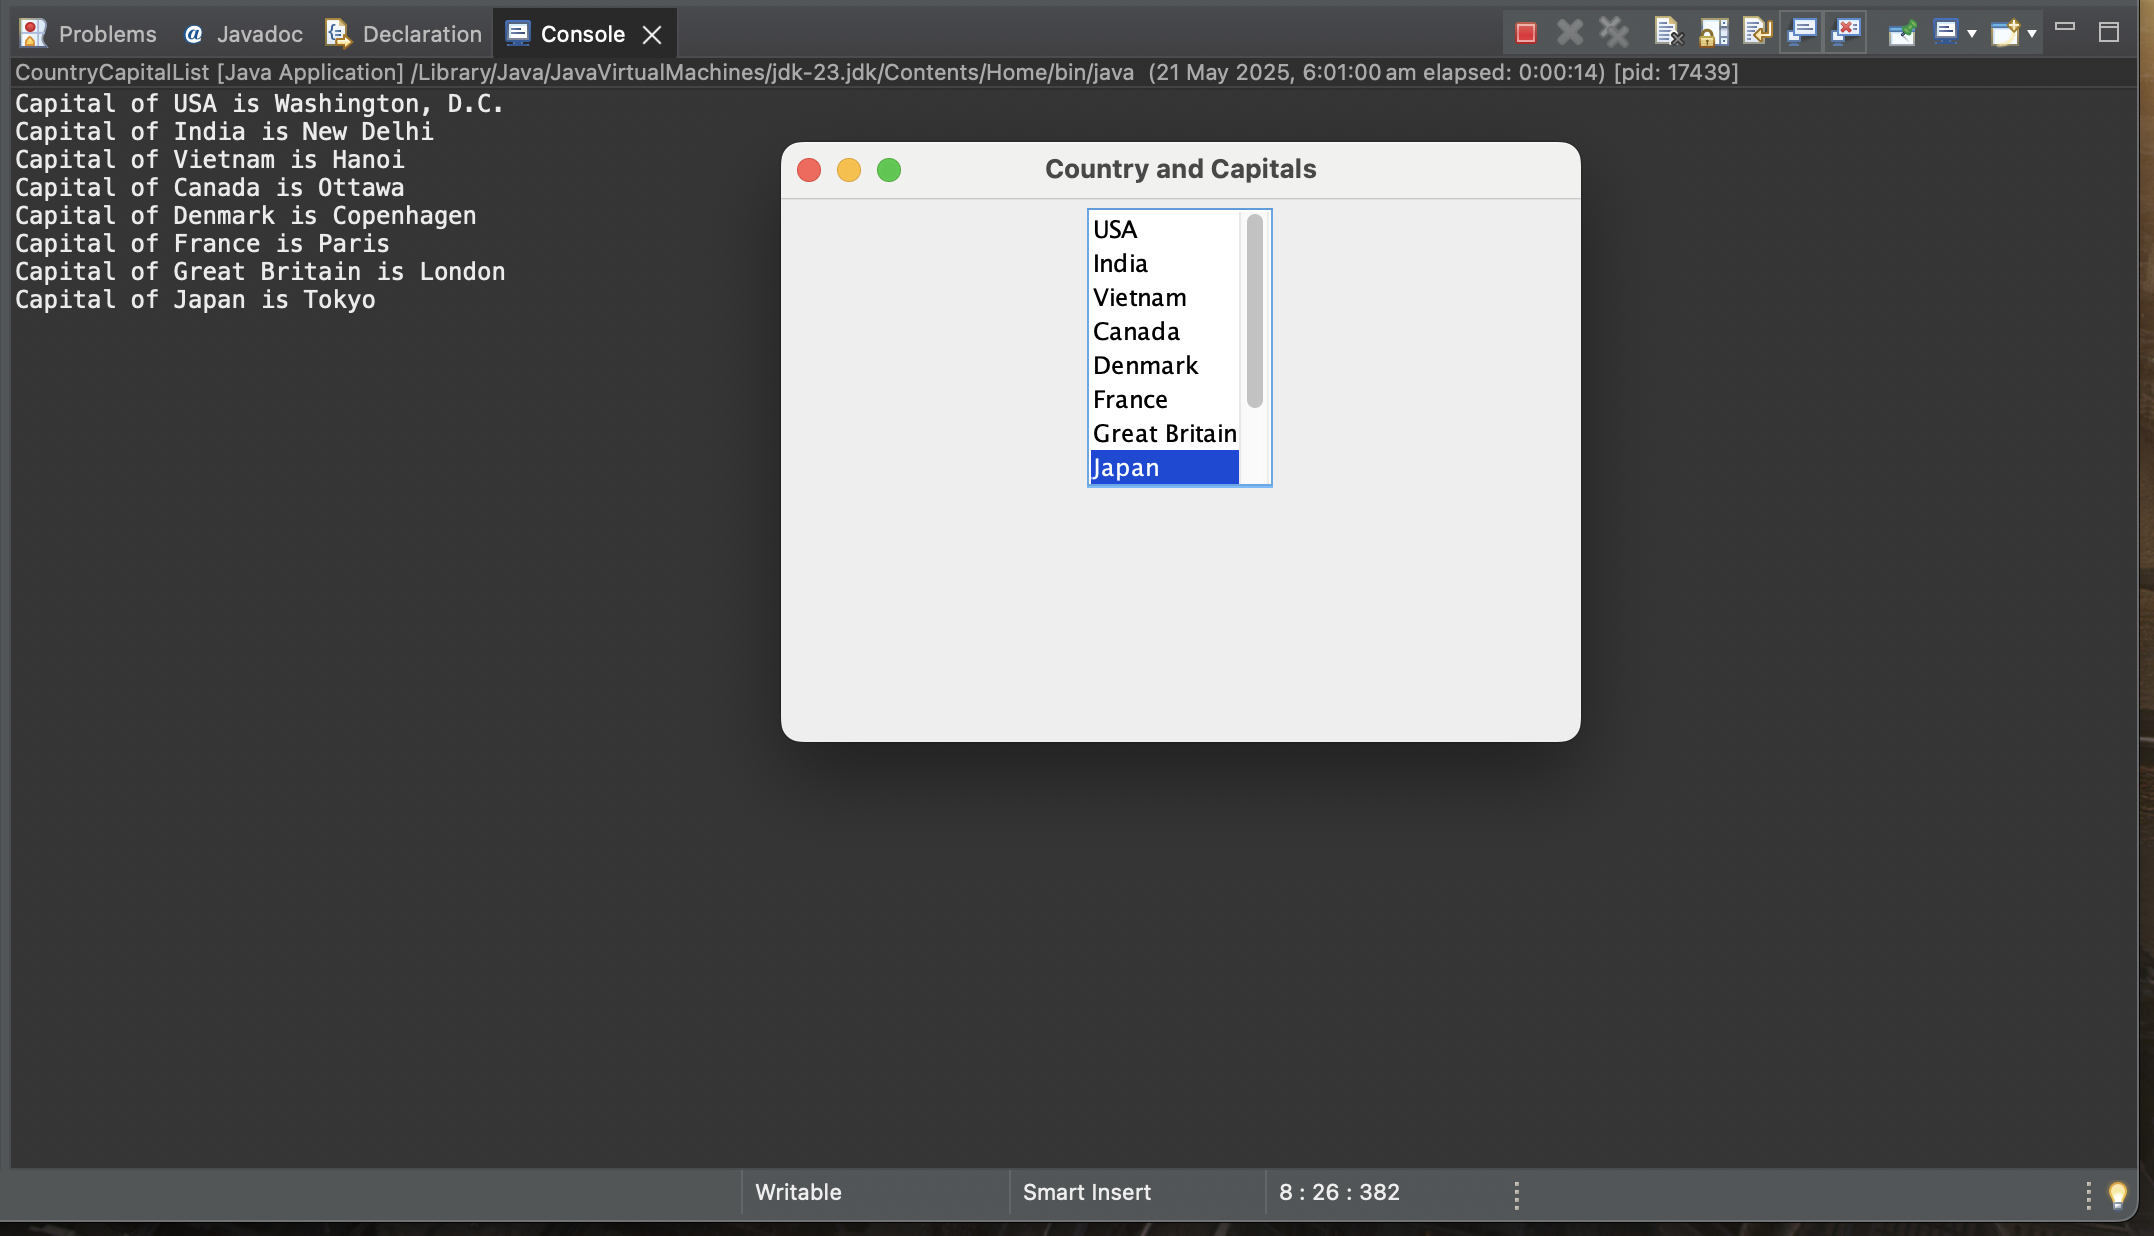 Problems @ Javadoc Declaration Console
CountryCapitalList [Java Application] /Library/Java/JavaVirtualMachines/jdk-23.jdk/Contents/Home/bin/java (21 May 2025, 6:01:00 am elapsed: 0:00:14) [pid: 17439]
Capital of USA is Washington, D.C.
Capital of India is New Delhi
Capital of Vietnam is Hanoi
Capital of Canada is Ottawa
Capital of Denmark is Copenhagen
Capital of France is Paris
Capital of Great Britain is London
Capital of Japan is Tokyo
Country and Capitals
USA
India
Vietnam
Canada
Denmark
France
Great Britain
Japan
Writable Smart Insert 8 : 26 : 382